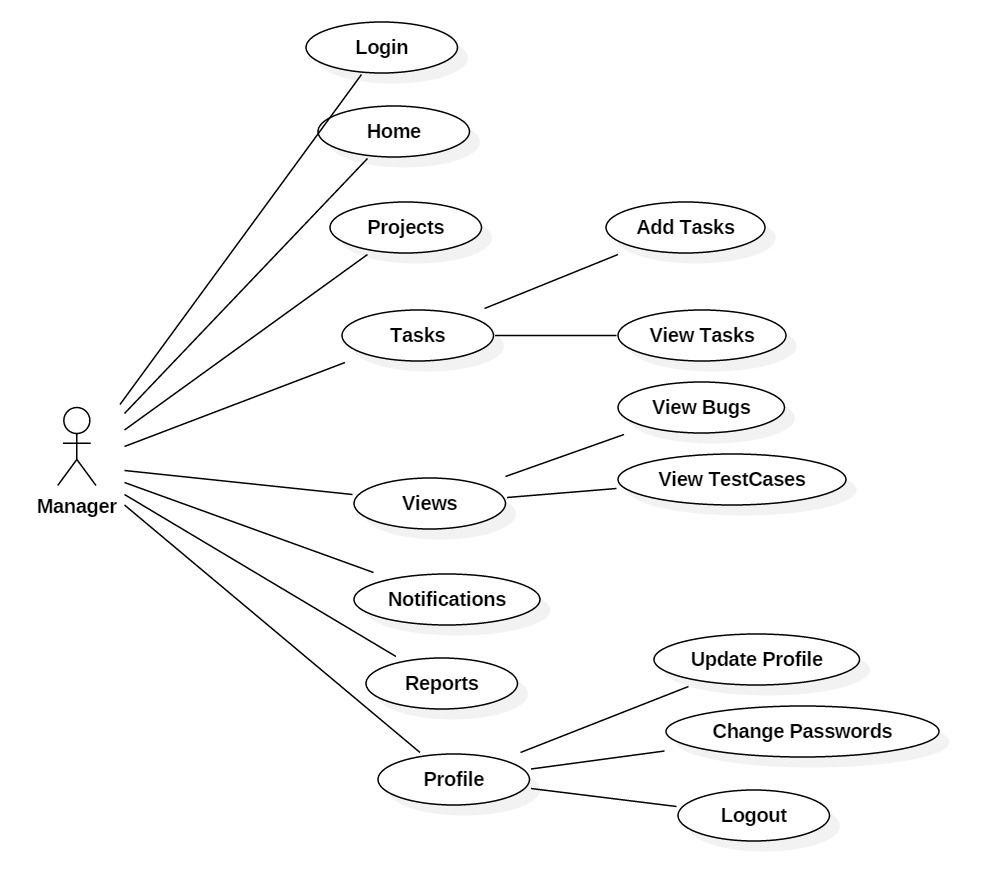 Login
Home
Projects
Add Tasks
Tasks
View Tasks
View Bugs
View TestCases
Manager
Views
Notifications
Update Profile
Reports
Change Passwords
Profile
Logout